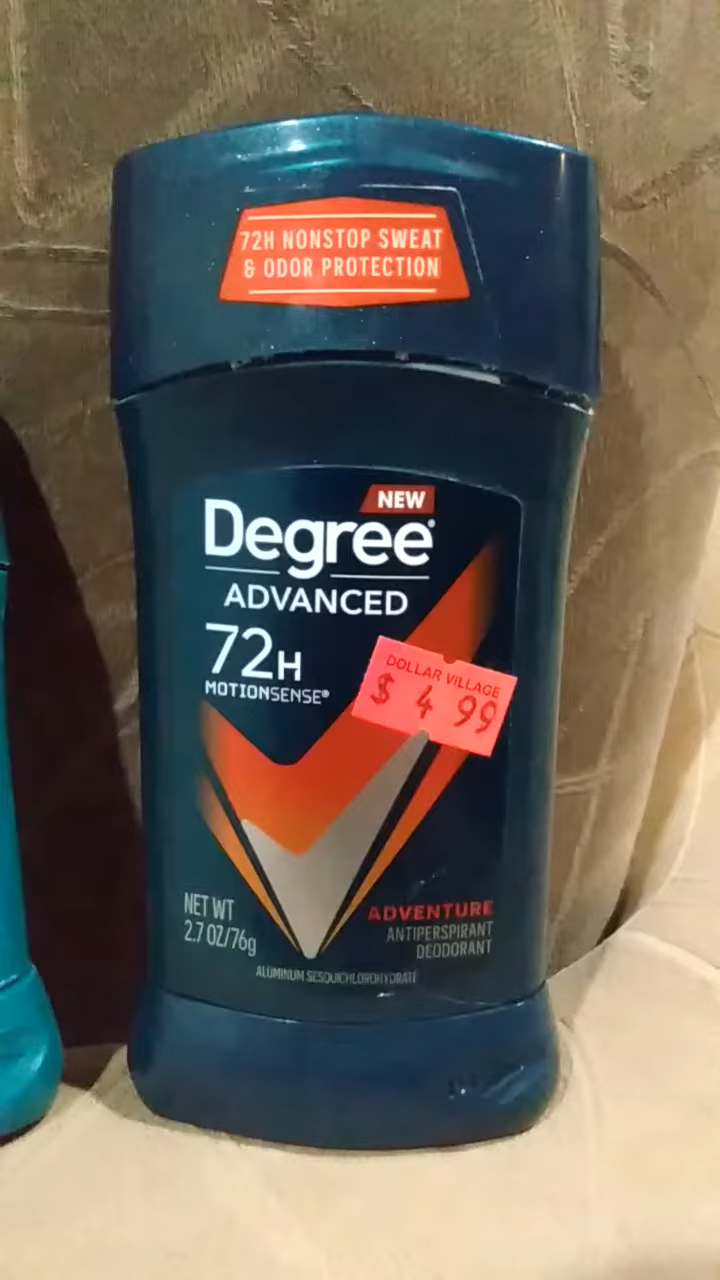 72H NONSTOP SWEAT
& ODOR PROTECTION
NEW
Degree®
ADVANCED
72H
MOTIONSENSE®
DOLLAR VILLAGE
$ 4 99
NET WT
2.7 OZ/76g
ADVENTURE
ANTIPERSPIRANT
DEODORANT
ALUMINUM SESQUICHLOROHYDRATE